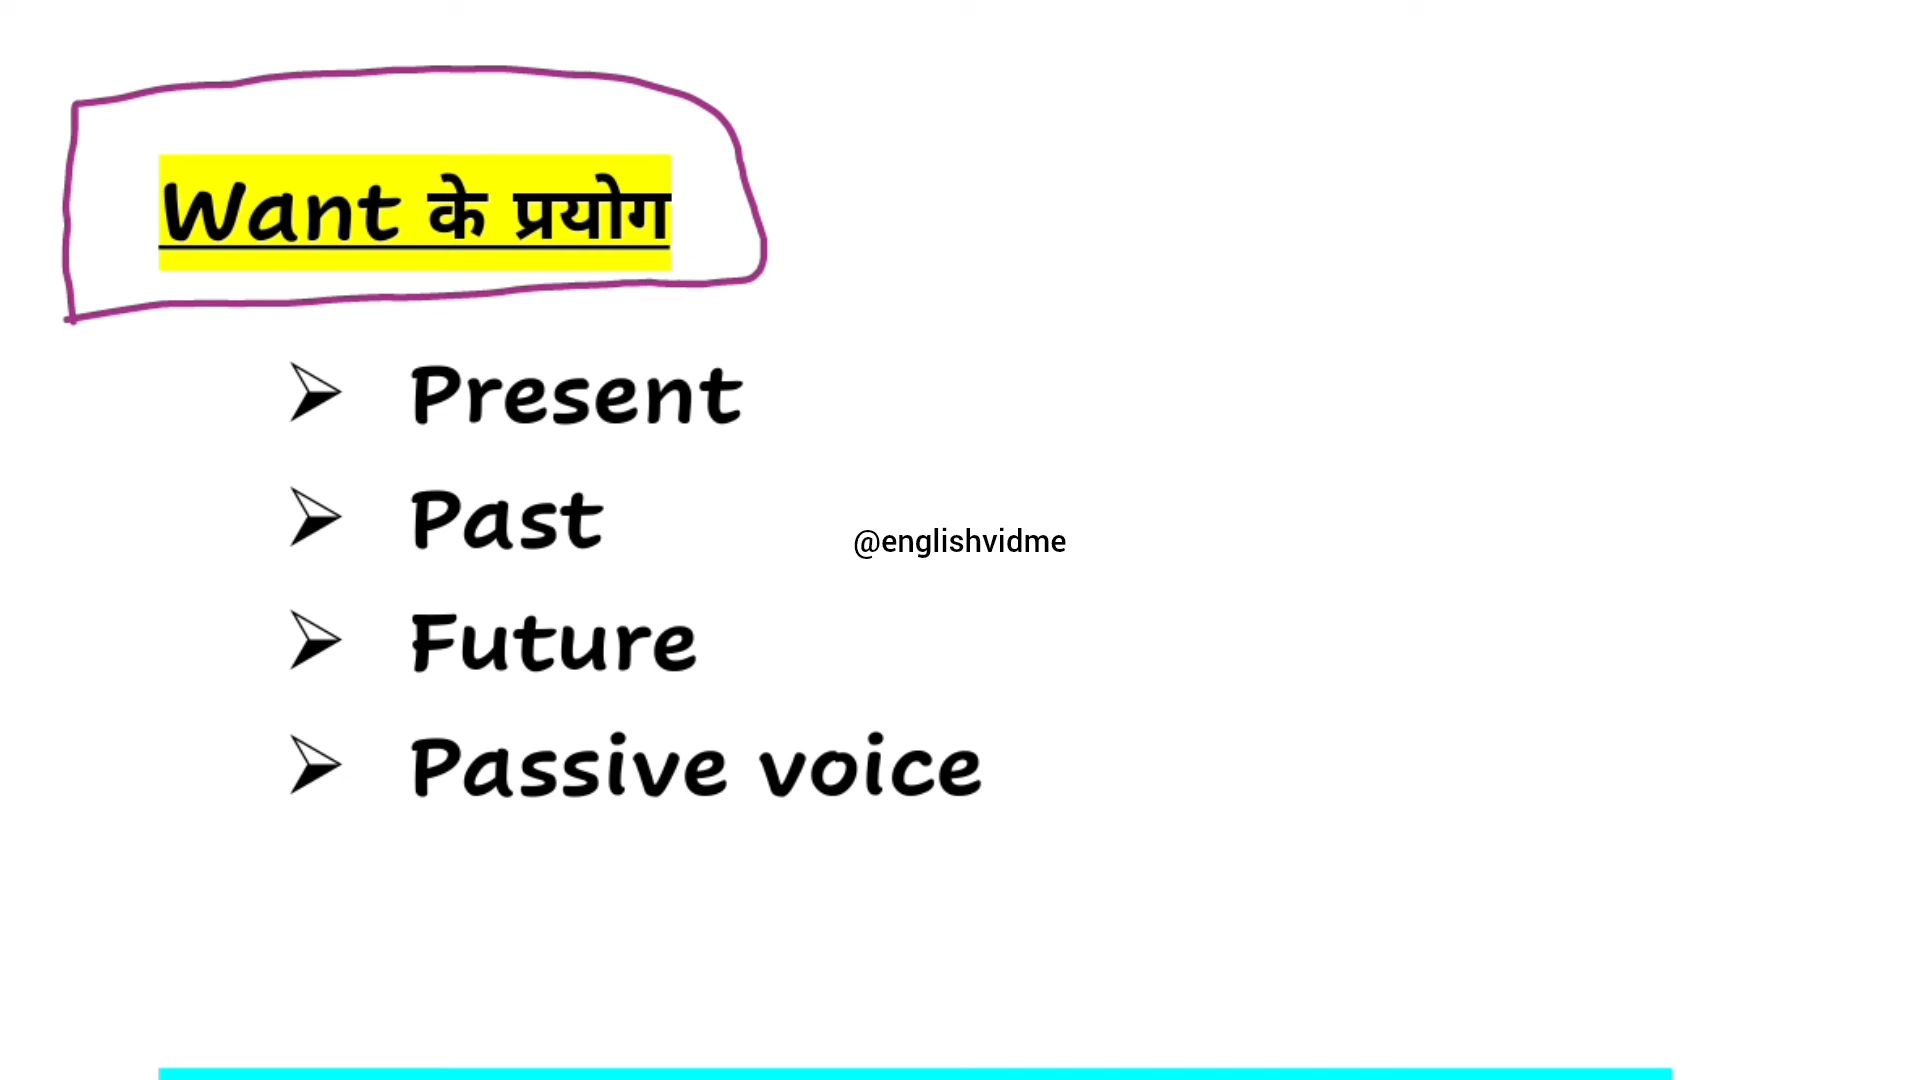 Want के प्रयोग
Present
Past
@englishvidme
Future
Passive voice